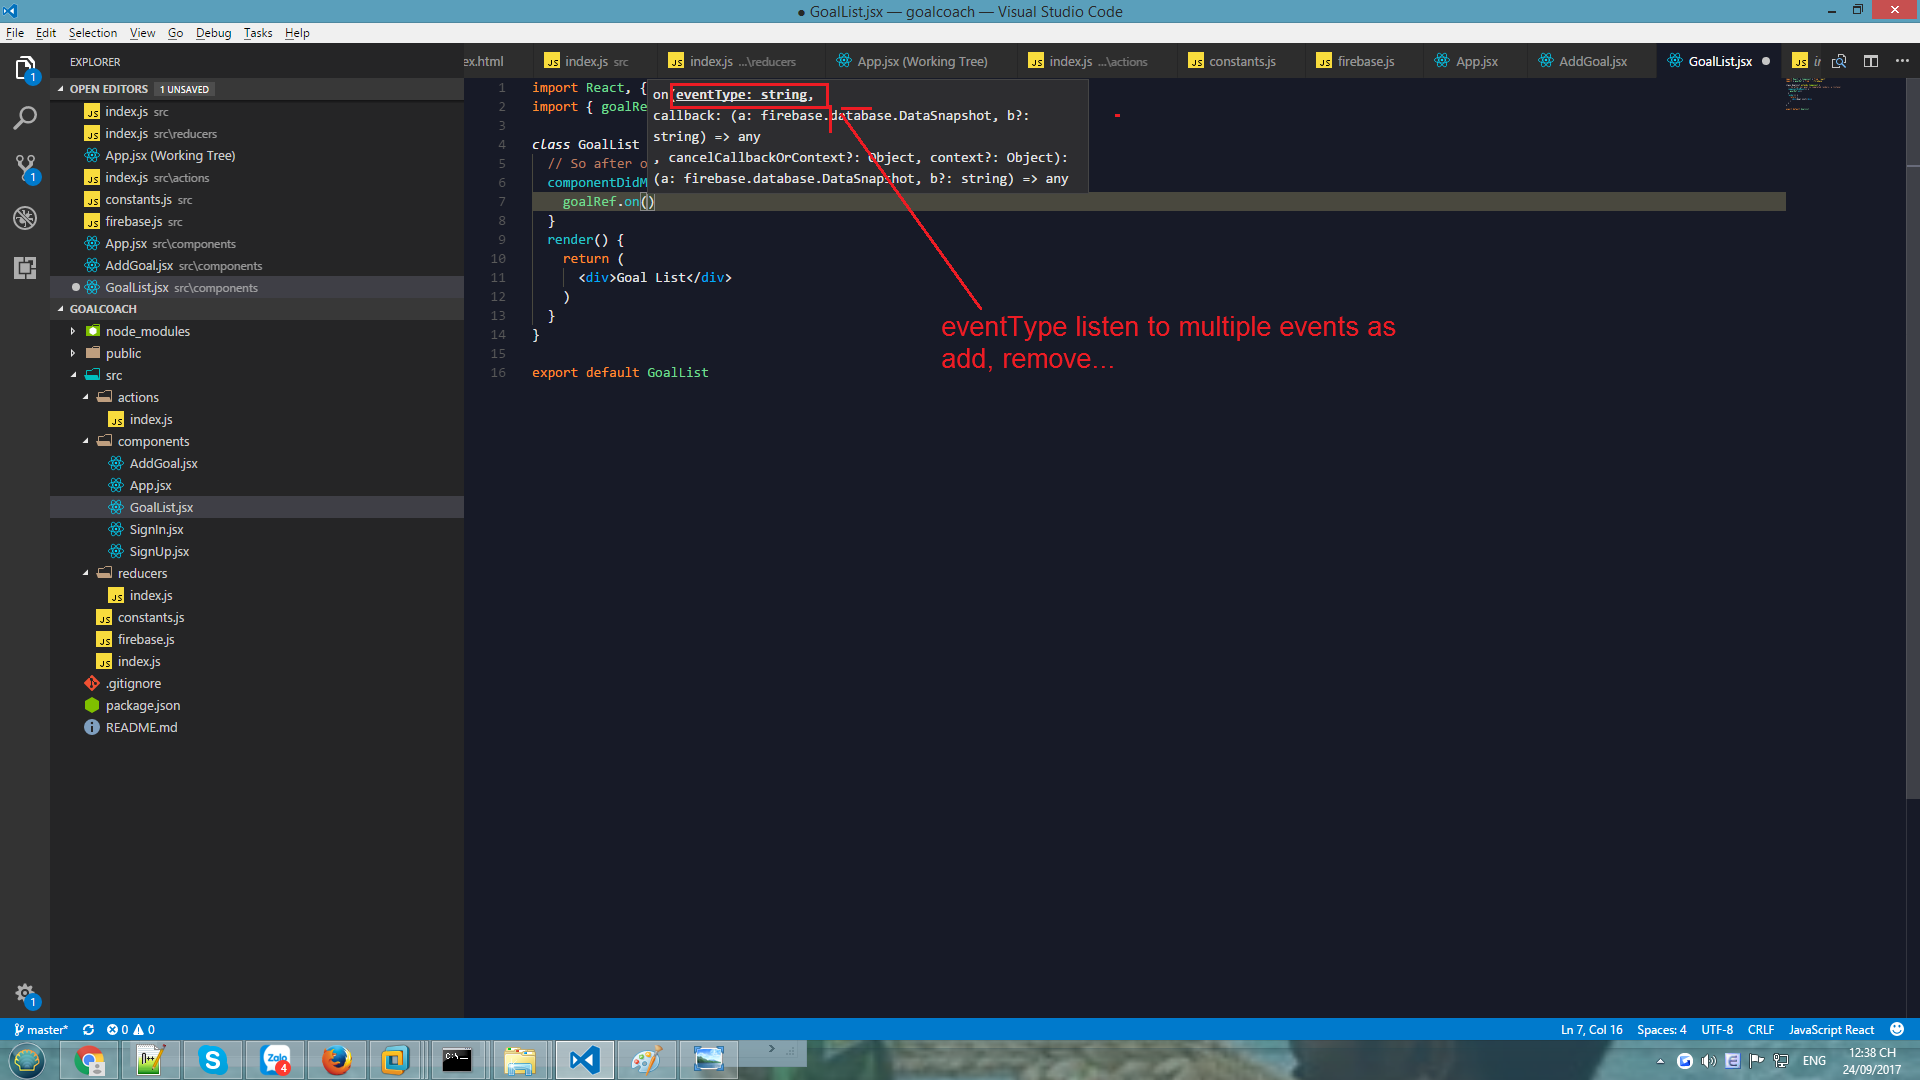 ● GoalList.jsx — goalcoach — Visual Studio Code
File Edit Selection View Go Debug Tasks Help
EXPLORER
OPEN EDITORS 1 UNSAVED
index.js src
index.js src\reducers
App.jsx (Working Tree)
index.js src\actions
constants.js src
firebase.js src
App.jsx src\components
AddGoal.jsx src\components
GoalList.jsx src\components
GOALCOACH
node_modules
public
src
actions
index.js
components
AddGoal.jsx
App.jsx
GoalList.jsx
SignIn.jsx
SignUp.jsx
reducers
index.js
constants.js
firebase.js
index.js
.gitignore
package.json
README.md
ex.html index.js src index.js ...\reducers App.jsx (Working Tree) index.js ...\actions constants.js firebase.js App.jsx AddGoal.jsx GoalList.jsx
1 import React, {
2 import { goalRe
3
4 class GoalList
5 // So after o
6 componentDidM
7 goalRef.on()
8 }
9 render() {
10 return (
11 <div>Goal List</div>
12 )
13 }
14 }
15
16 export default GoalList
on(eventType: string,
callback: (a: firebase.database.DataSnapshot, b?:
string) => any
, cancelCallbackOrContext?: Object, context?: Object):
(a: firebase.database.DataSnapshot, b?: string) => any
eventType listen to multiple events as
add, remove...
1
1
1
master* 0 0 Ln 7, Col 16 Spaces: 4 UTF-8 CRLF JavaScript React
Zalo 4
ENG
12:38 CH
24/09/2017